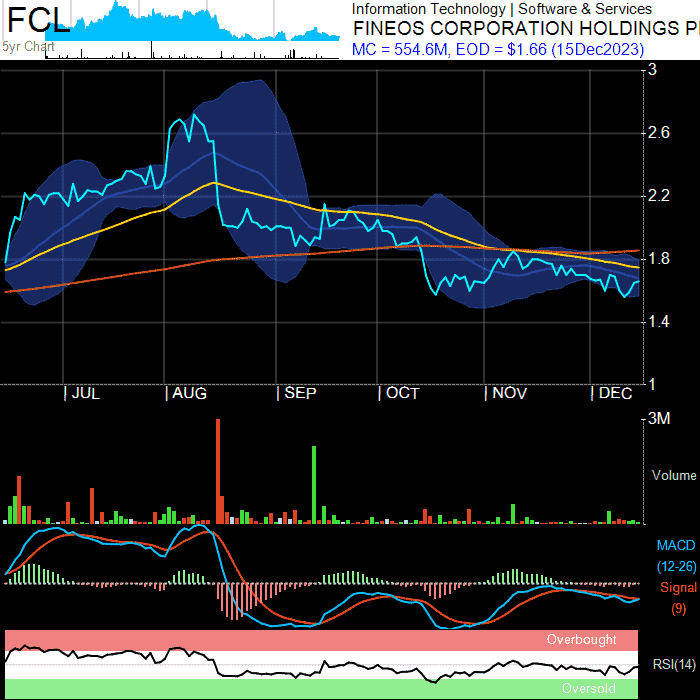 FCL
5yr Chart
Information Technology | Software & Services
FINEOS CORPORATION HOLDINGS P
MC = 554.6M, EOD = $1.66 (15Dec2023)
3
2.6
2.2
1.8
1.4
1
JUL AUG SEP OCT NOV DEC
3M
Volume
MACD
(12-26)
Signal
(9)
Overbought
RSI(14)
Oversold